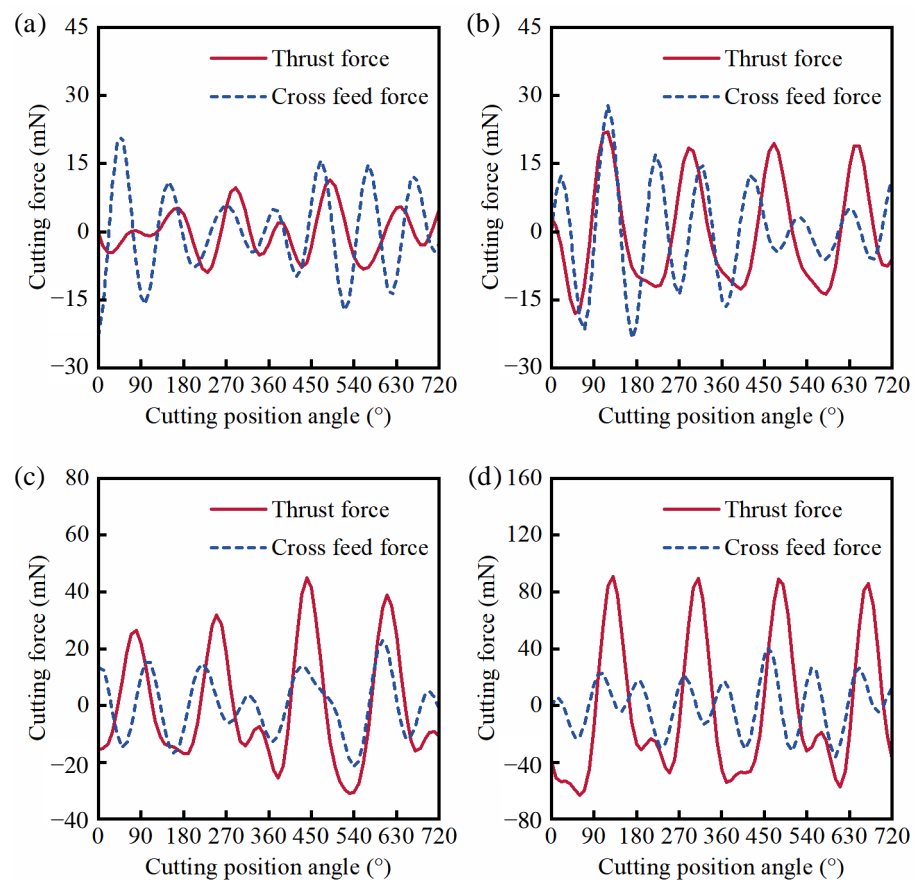 (a)
45
30
15
0
−15
−30
Cutting force (mN)
Thrust force
Cross feed force
0 90 180 270 360 450 540 630 720
Cutting position angle (°)
(b)
45
30
15
0
−15
−30
Cutting force (mN)
Thrust force
Cross feed force
0 90 180 270 360 450 540 630 720
Cutting position angle (°)
(c)
80
60
40
20
0
−20
−40
Cutting force (mN)
Thrust force
Cross feed force
0 90 180 270 360 450 540 630 720
Cutting position angle (°)
(d)
160
120
80
40
0
−40
−80
Cutting force (mN)
Thrust force
Cross feed force
0 90 180 270 360 450 540 630 720
Cutting position angle (°)